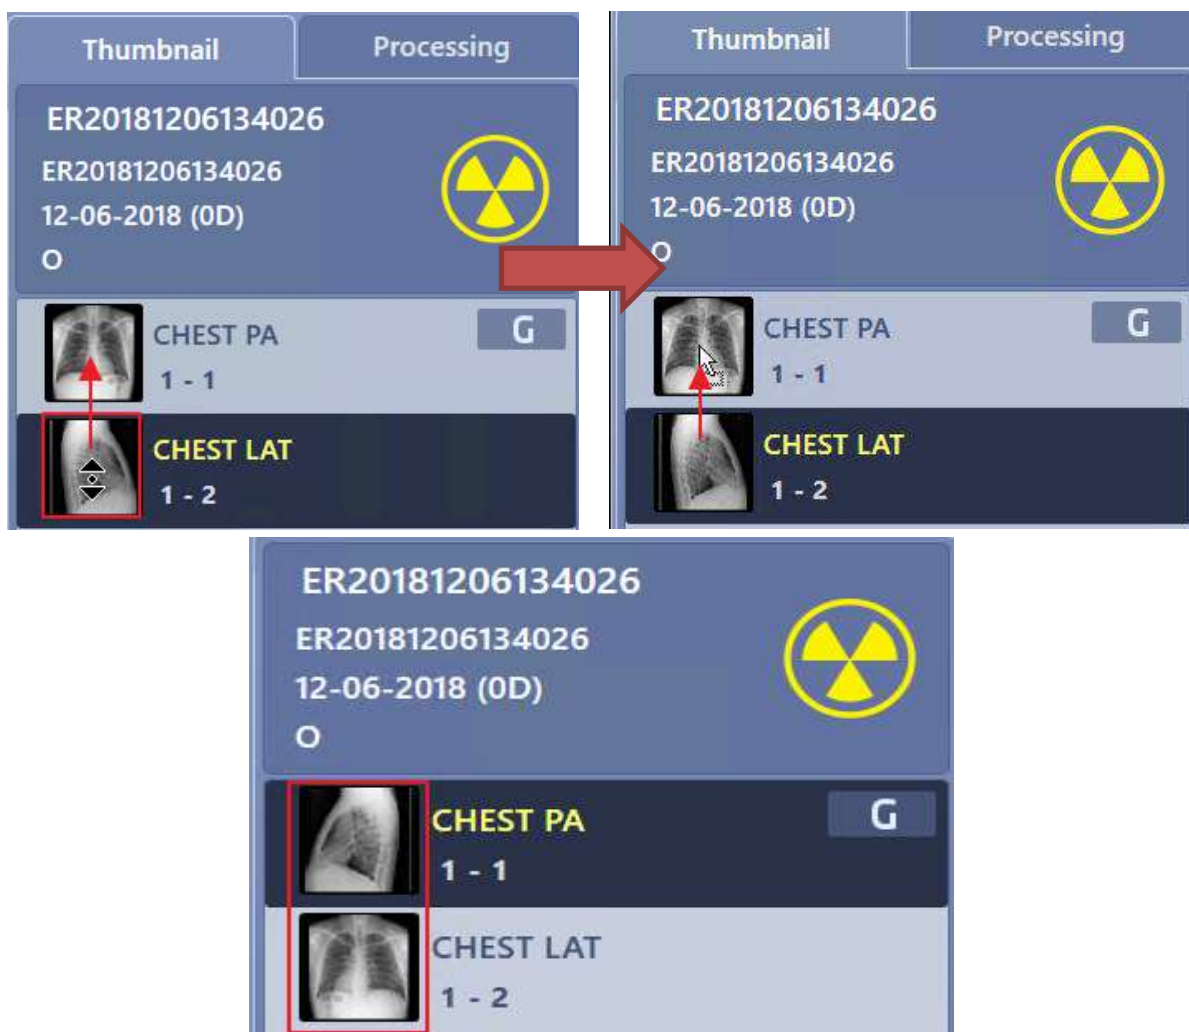 Thumbnail Processing
ER20181206134026
ER20181206134026
12-06-2018 (0D)
O
CHEST PA G
1 - 1
CHEST LAT
1 - 2
Thumbnail Processing
ER20181206134026
ER20181206134026
12-06-2018 (0D)
O
CHEST PA G
1 - 1
CHEST LAT
1 - 2
ER20181206134026
ER20181206134026
12-06-2018 (0D)
O
CHEST PA G
1 - 1
CHEST LAT
1 - 2